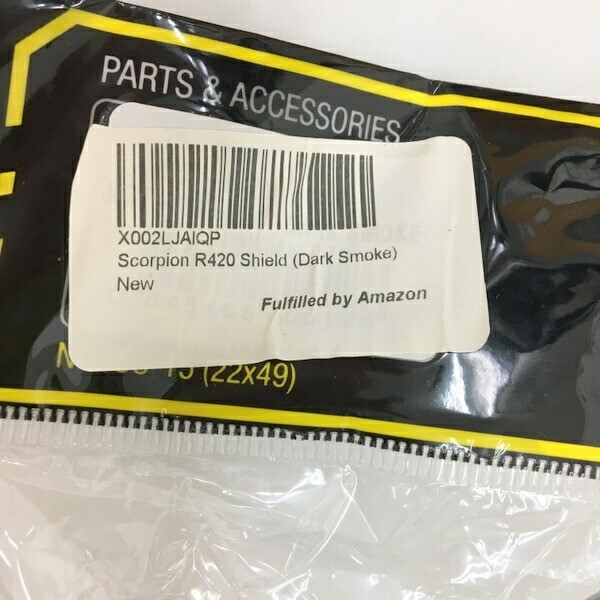 PARTS & ACCESSORIES
X002LJAIQP
Scorpion R420 Shield (Dark Smoke)
New
Fulfilled by Amazon
(22x49)